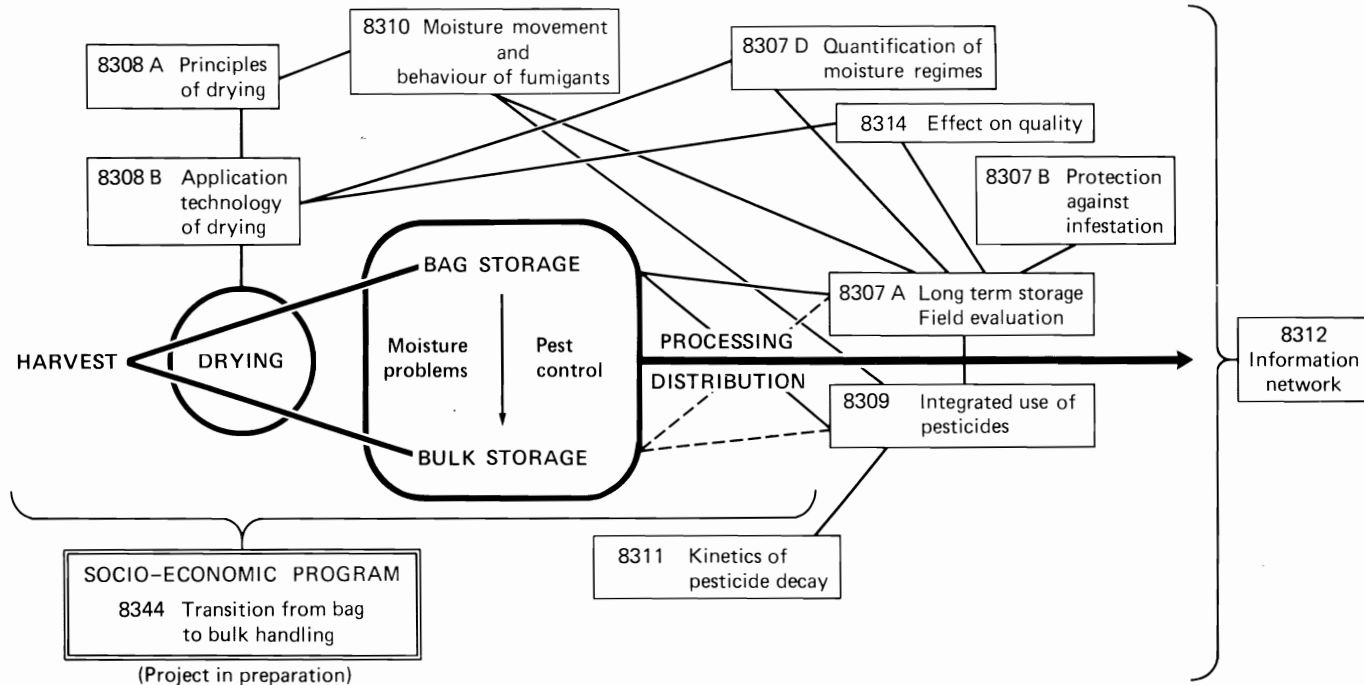 8308 A Principles
of drying
8310 Moisture movement
and
behaviour of fumigants
8307 D Quantification of
moisture regimes
8314 Effect on quality
8308 B Application
technology
of drying
8307 B Protection
against
infestation
BAG STORAGE
8307 A Long term storage
Field evaluation
HARVEST
DRYING
Moisture
problems
Pest
control
PROCESSING
DISTRIBUTION
8312
Information
network
8309 Integrated use of
pesticides
BULK STORAGE
8311 Kinetics of
pesticide decay
SOCIO-ECONOMIC PROGRAM
8344 Transition from bag
to bulk handling
(Project in preparation)